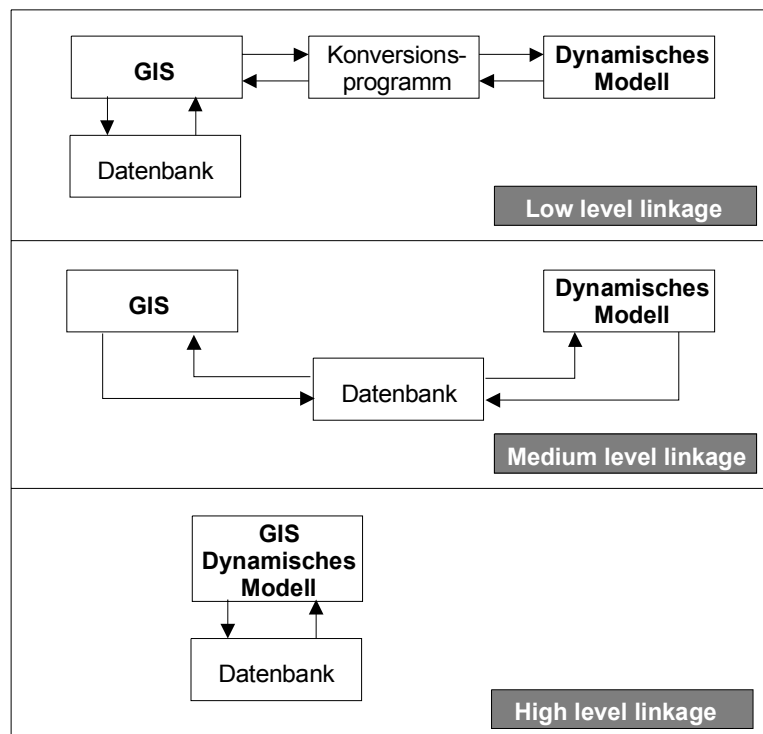 GIS
Konversions-
programm
Dynamisches
Modell
Datenbank
Low level linkage
GIS
Dynamisches
Modell
Datenbank
Medium level linkage
GIS
Dynamisches
Modell
Datenbank
High level linkage